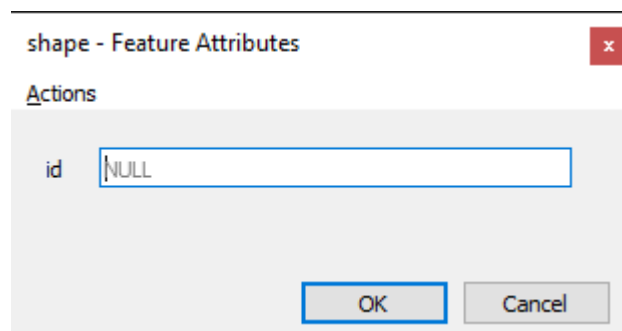 shape - Feature Attributes
x
Actions
id NULL
OK Cancel